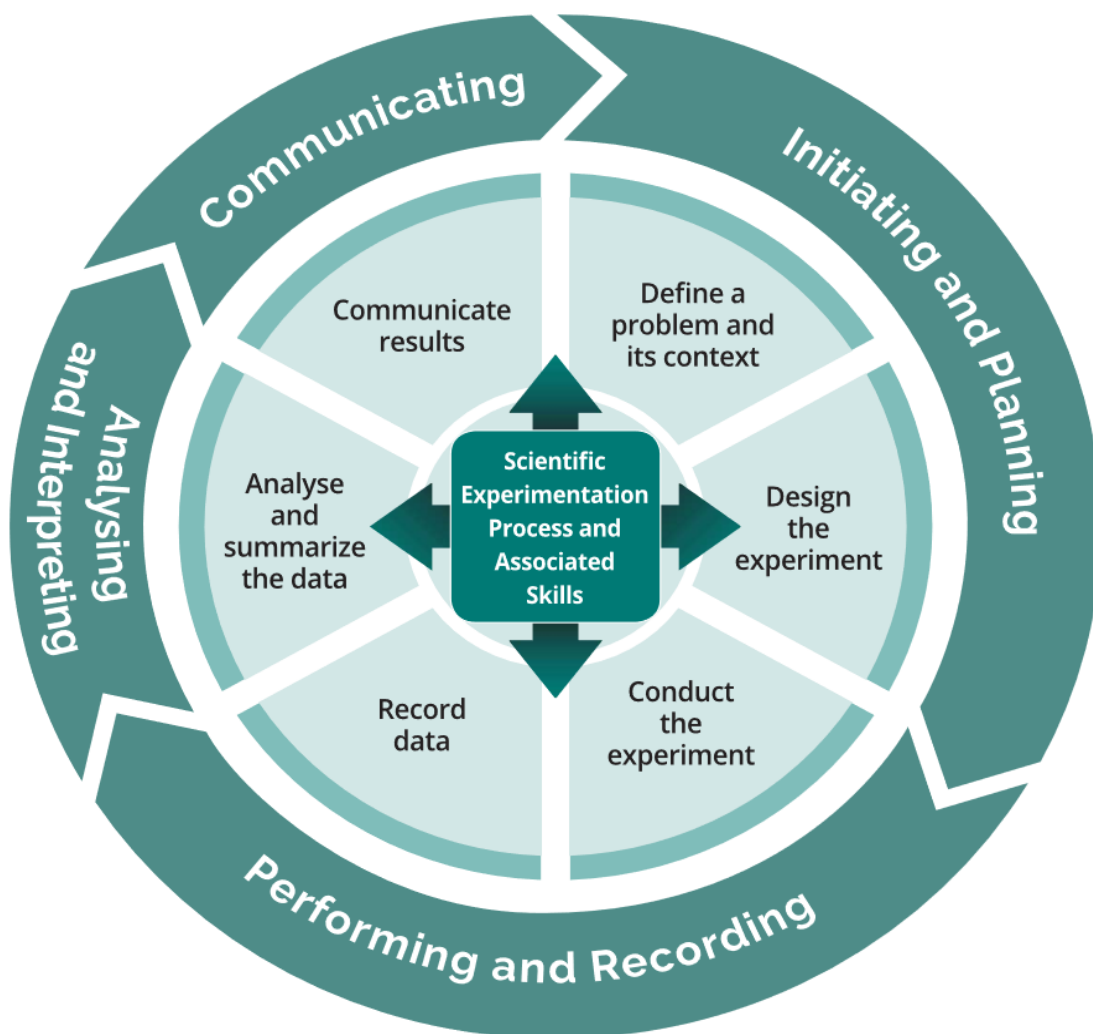 Communicating
Initiating and Planning
Performing and Recording
Analysing
and Interpreting
Communicate
results
Define a
problem and
its context
Design
the
experiment
Conduct
the
experiment
Record
data
Analyse
and
summarize
the data
Scientific
Experimentation
Process and
Associated
Skills